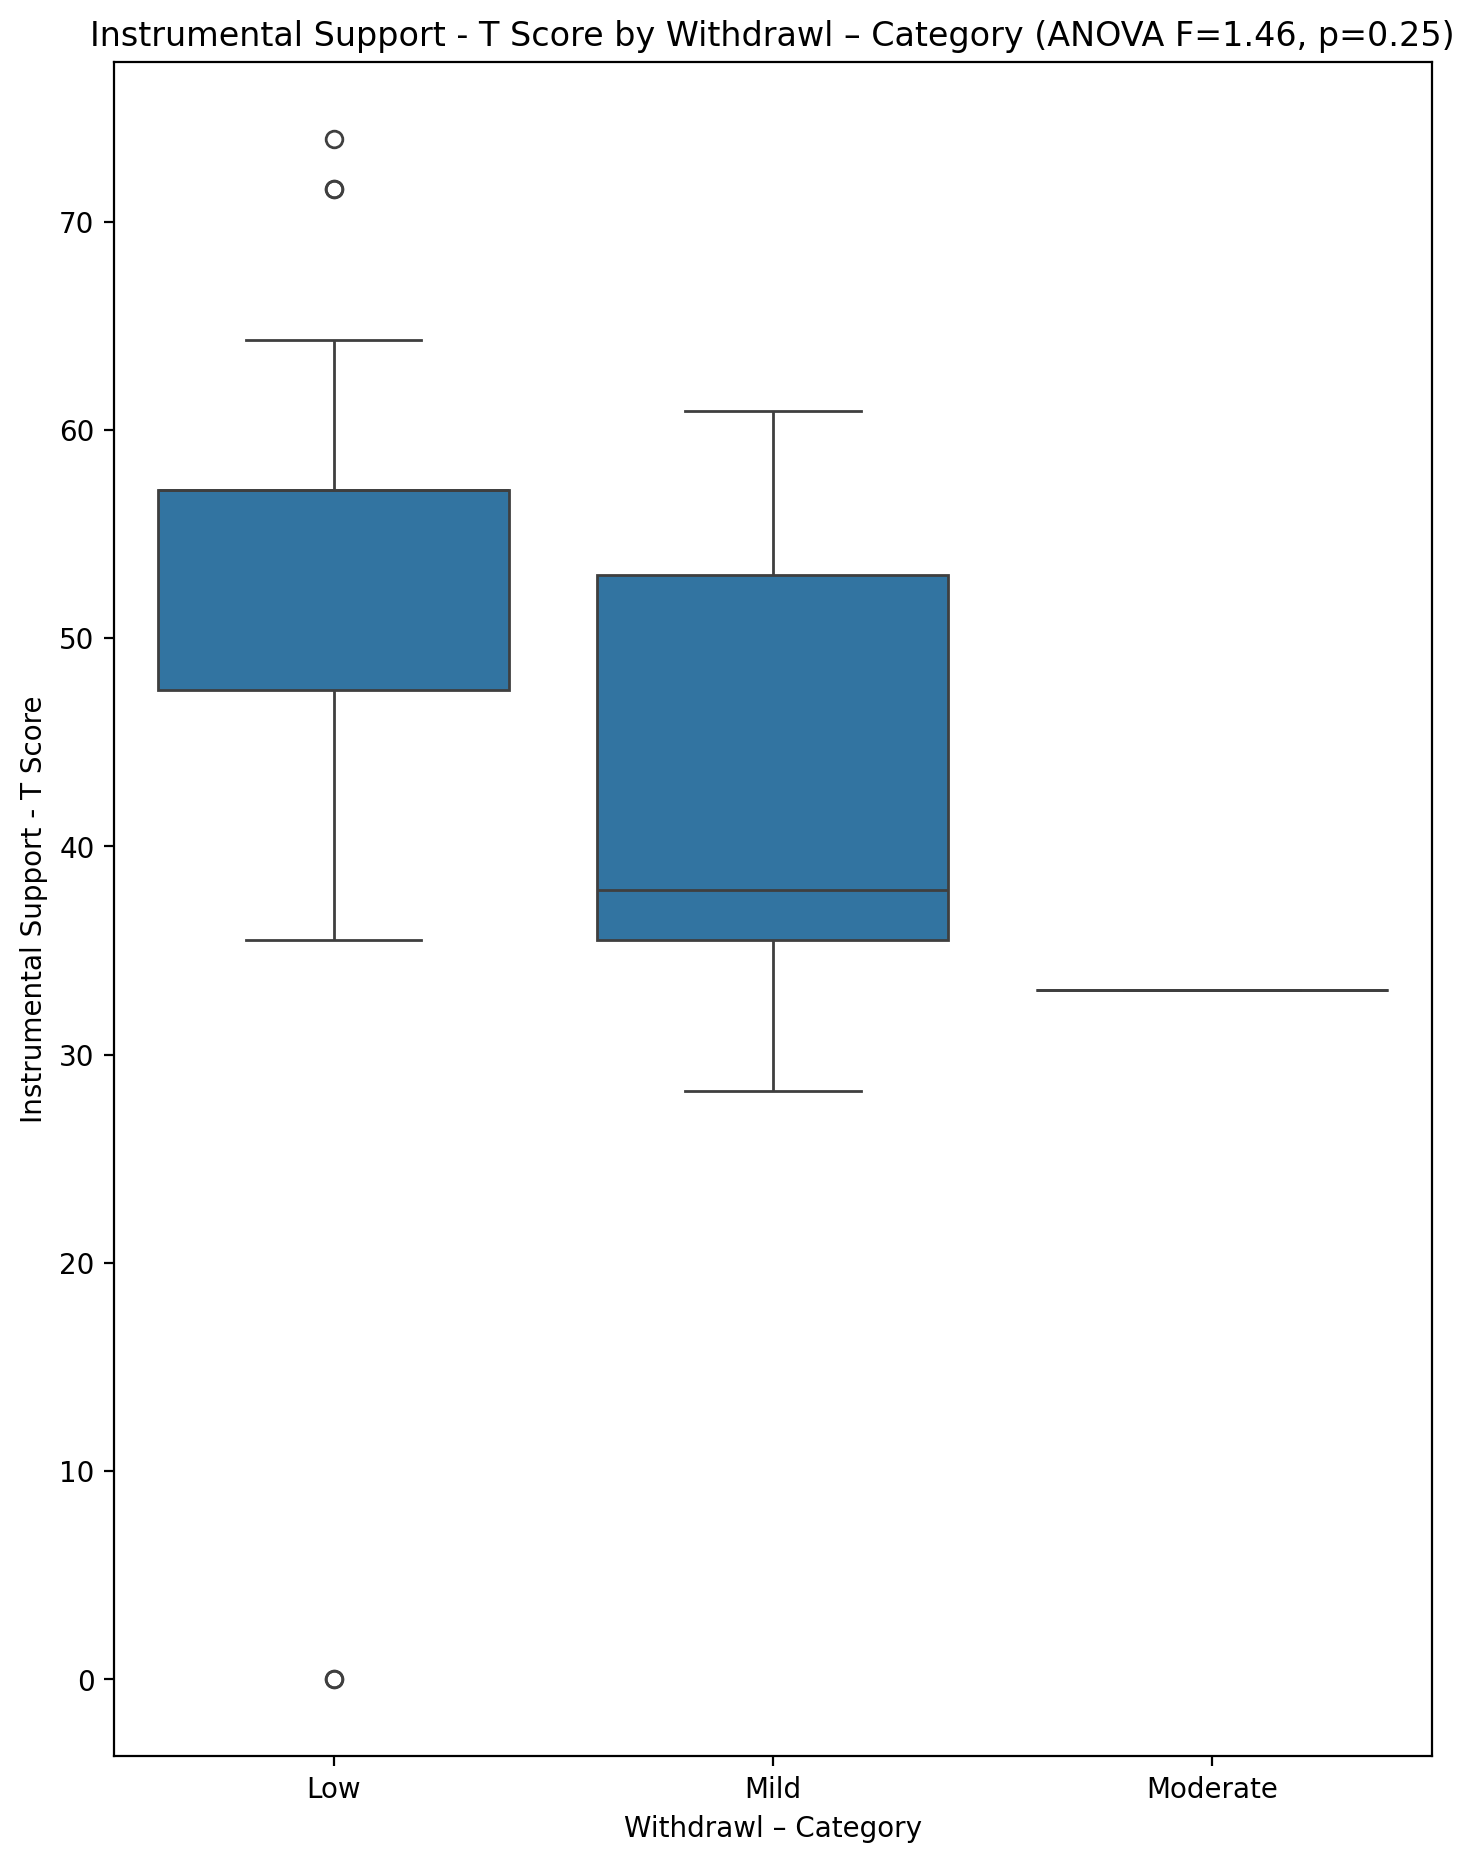 Instrumental Support - T Score by Withdrawl – Category (ANOVA F=1.46, p=0.25)
Instrumental Support - T Score
70
60
50
40
30
20
10
0
Low Mild Moderate
Withdrawl – Category